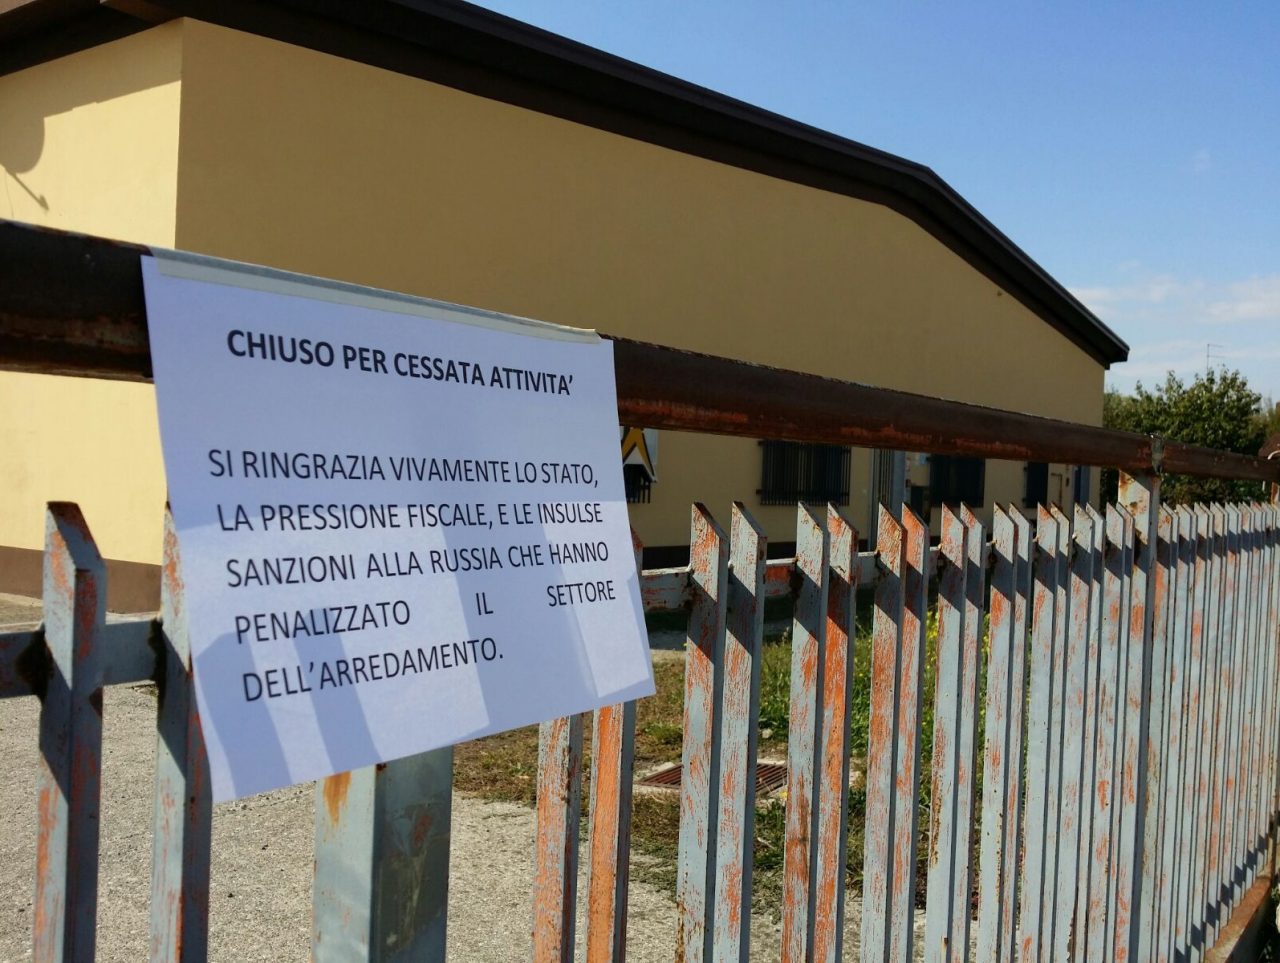 CHIUSO PER CESSATA ATTIVITA'
SI RINGRAZIA VIVAMENTE LO STATO,
LA PRESSIONE FISCALE, E LE INSULSE
SANZIONI ALLA RUSSIA CHE HANNO
PENALIZZATO IL SETTORE
DELL'ARREDAMENTO.